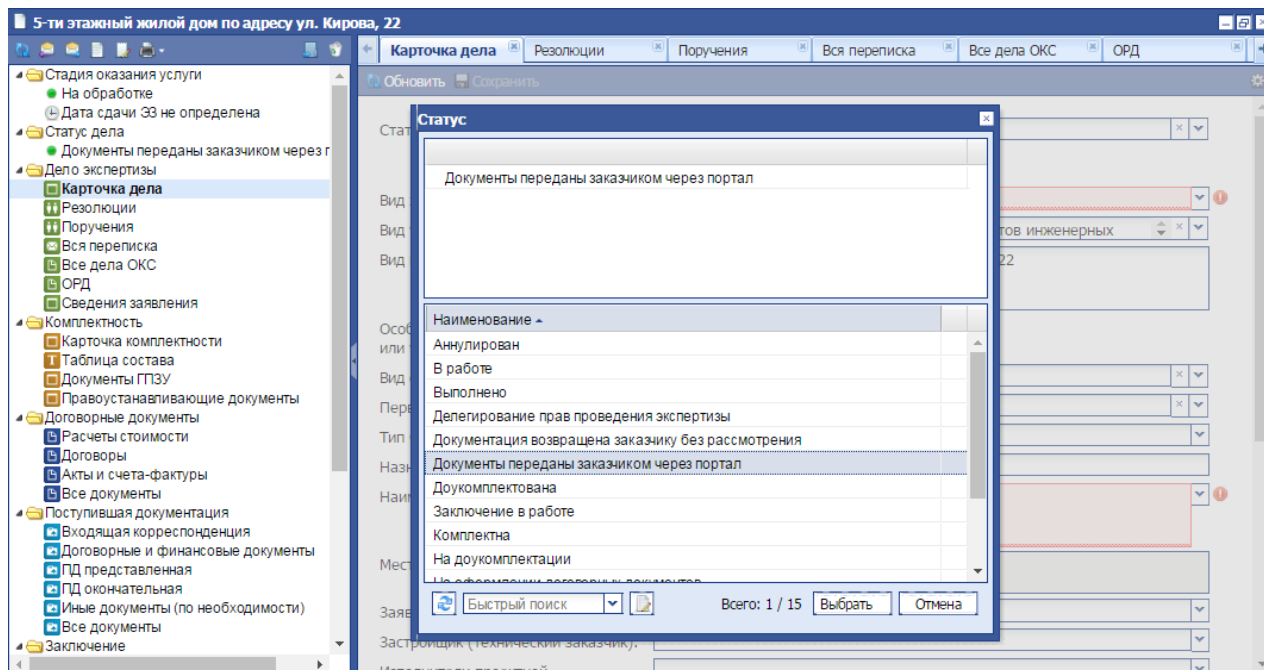 5-ти этажный жилой дом по адресу ул. Кирова, 22
Стадия оказания услуги
На обработке
Дата сдачи ЭЗ не определена
Статус дела
Документы переданы заказчиком через г
Дело экспертизы
Карточка дела
Резолюции
Поручения
Вся переписка
Все дела ОКС
ОРД
Сведения заявления
Комплектность
Карточка комплектности
Таблица состава
Документы ГПЗУ
Правоустанавливающие документы
Договорные документы
Расчеты стоимости
Договоры
Акты и счета-фактуры
Все документы
Поступившая документация
Входящая корреспонденция
Договорные и финансовые документы
ПД представленная
ПД окончательная
Иные документы (по необходимости)
Все документы
Заключение
Карточка дела Резолюции Поручения Вся переписка Все дела ОКС ОРД
Обновить Сохранить
Стат
Вид
Вид
тов инженерных
Вид
22
Особ
или
Вид
Перв
Тип
Назн
Наим
Мест
Заяв
Застройщик (технический заказчик):
Статус
Документы переданы заказчиком через портал
Наименование
Аннулирован
В работе
Выполнено
Делегирование прав проведения экспертизы
Документация возвращена заказчику без рассмотрения
Документы переданы заказчиком через портал
Доукомплектована
Заключение в работе
Комплектна
На доукомплектации
На оформлении договорных документов
Быстрый поиск Всего: 1 / 15 Выбрать Отмена